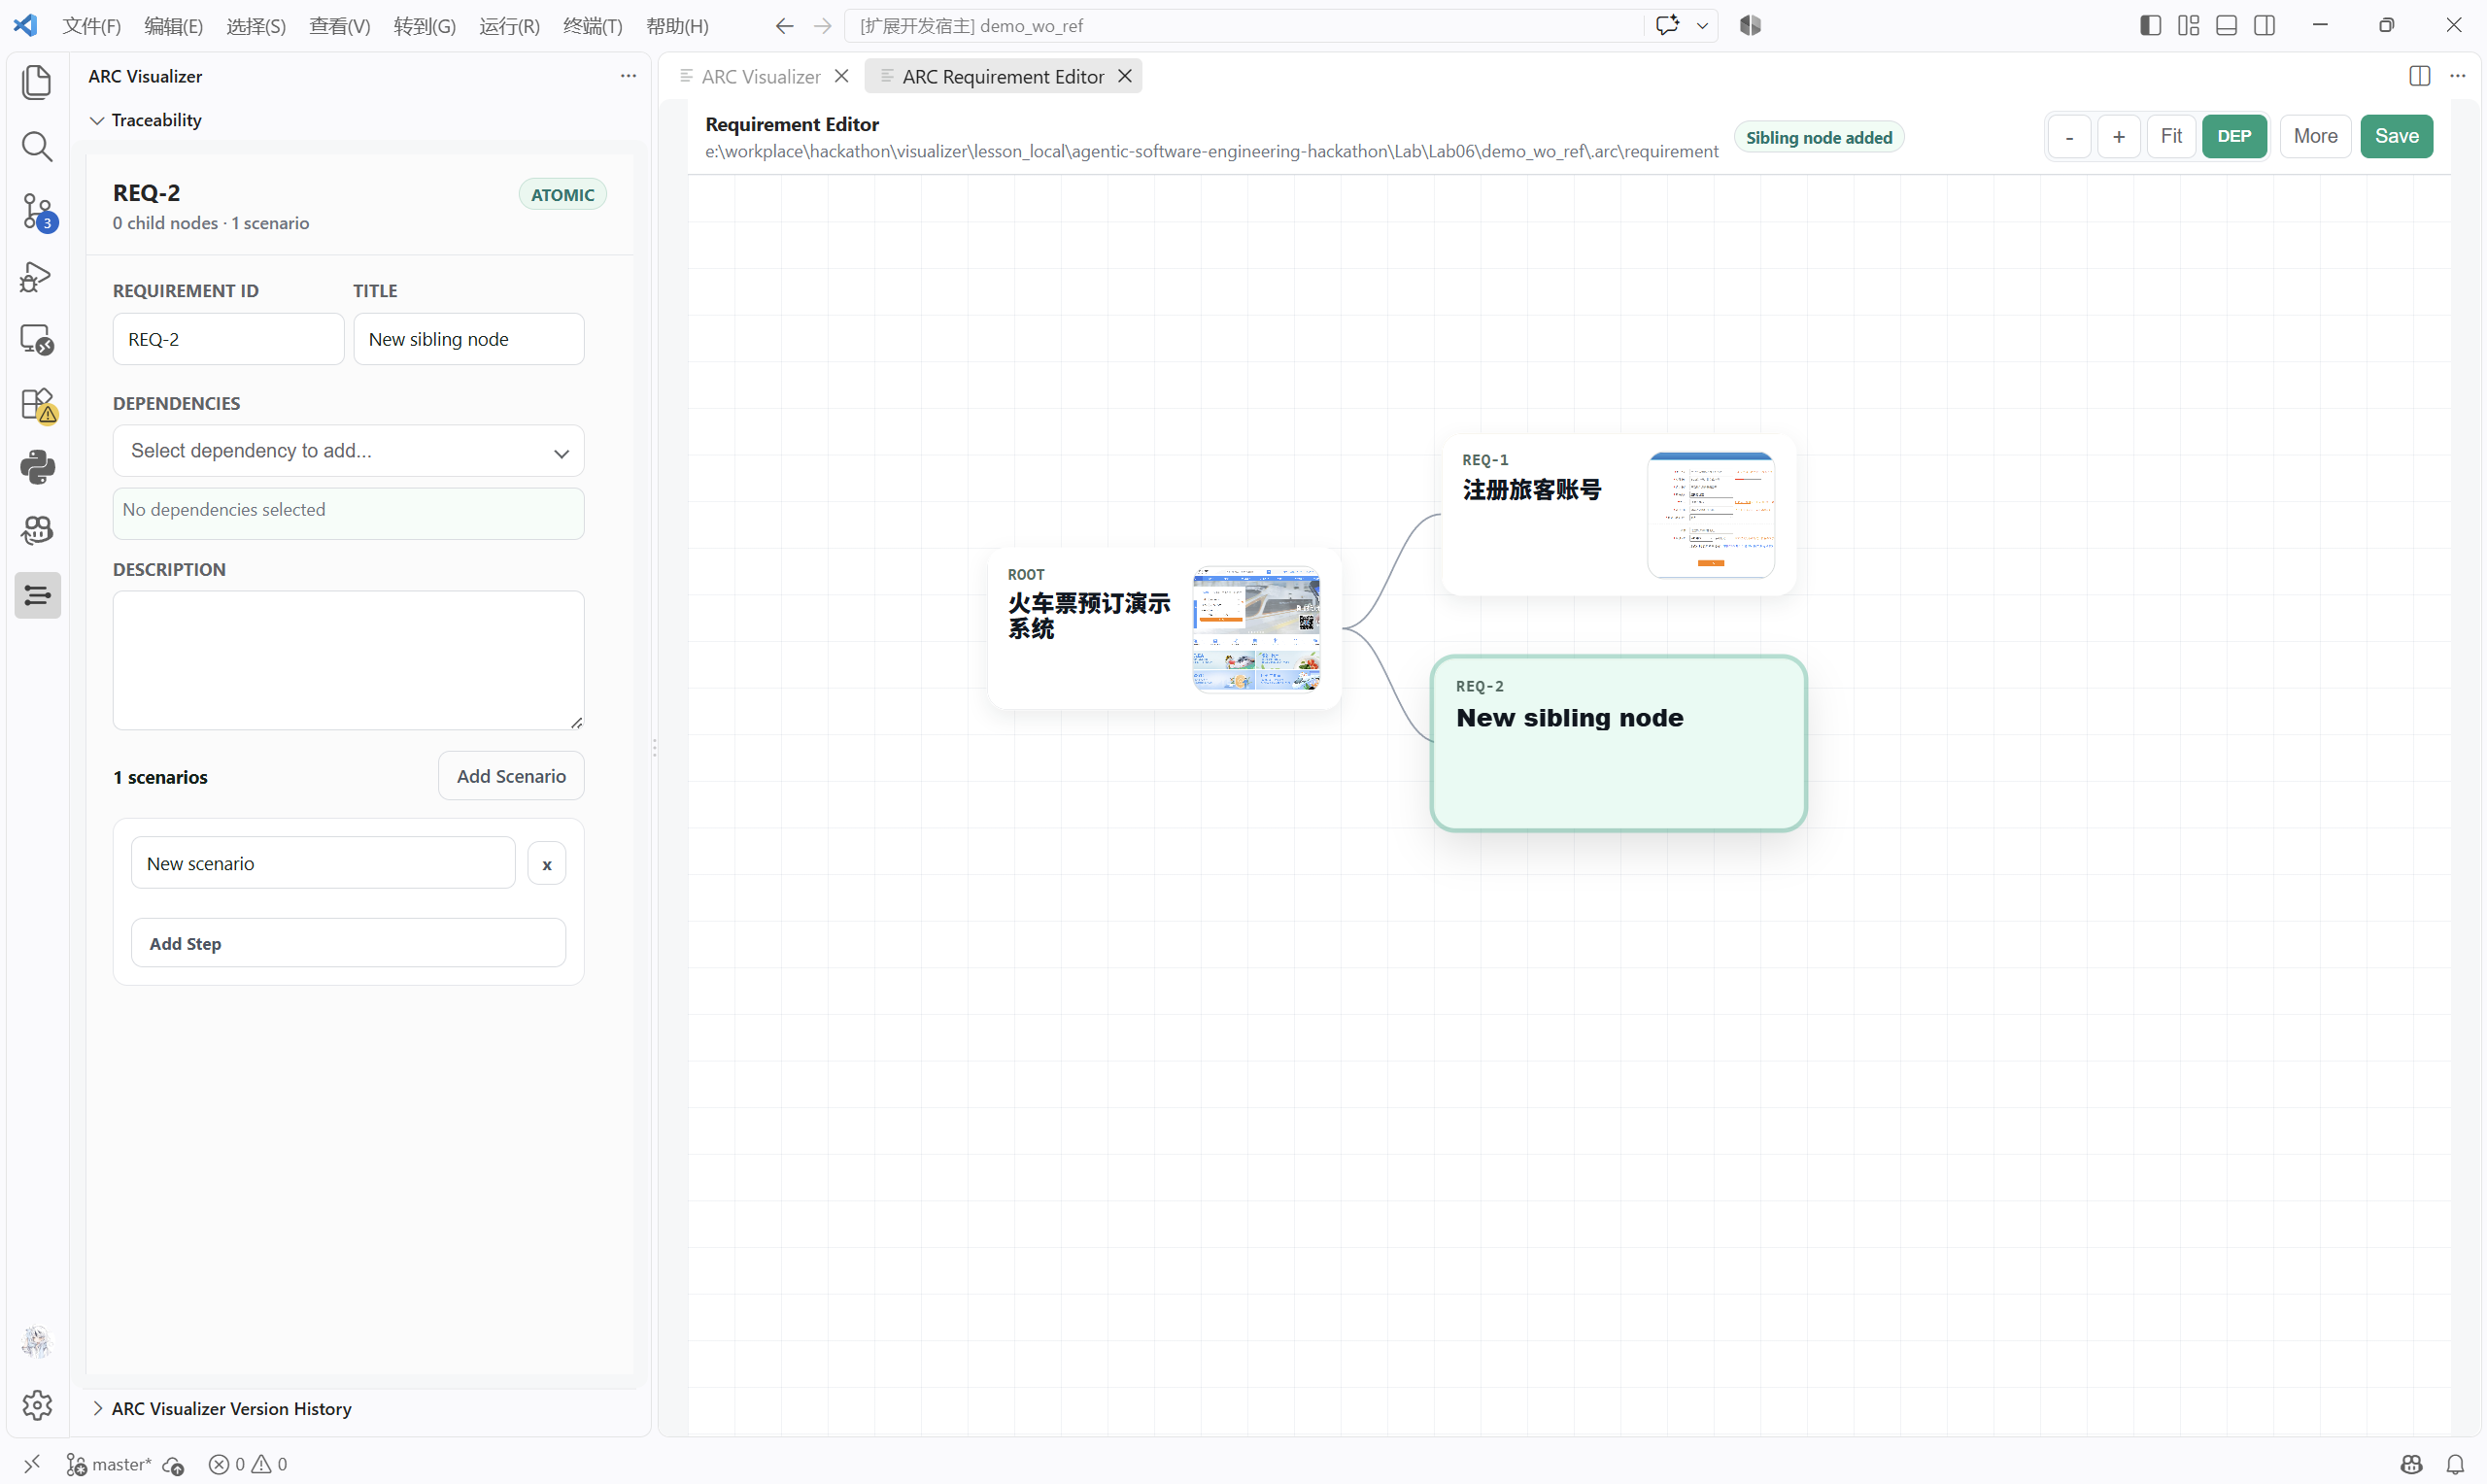 文件(F) 编辑(E) 选择(S) 查看(V) 转到(G) 运行(R) 终端(T) 帮助(H)
[扩展开发宿主] demo_wo_ref
ARC Visualizer
Traceability
REQ-2
ATOMIC
0 child nodes · 1 scenario
REQUIREMENT ID
TITLE
REQ-2
New sibling node
DEPENDENCIES
Select dependency to add...
No dependencies selected
DESCRIPTION
1 scenarios
Add Scenario
New scenario
x
Add Step
ARC Visualizer Version History
3
ARC Visualizer
ARC Requirement Editor
Requirement Editor
e:\workplace\hackathon\visualizer\lesson_local\agentic-software-engineering-hackathon\Lab\Lab06\demo_wo_ref\.arc\requirement
Sibling node added
- + Fit DEP More Save
ROOT
火车票预订演示
系统
REQ-1
注册旅客账号
REQ-2
New sibling node
master*
0 0